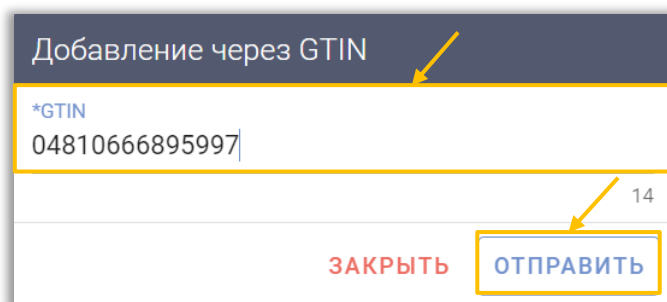 Добавление через GTIN
*GTIN
04810666895997
14
ЗАКРЫТЬ ОТПРАВИТЬ